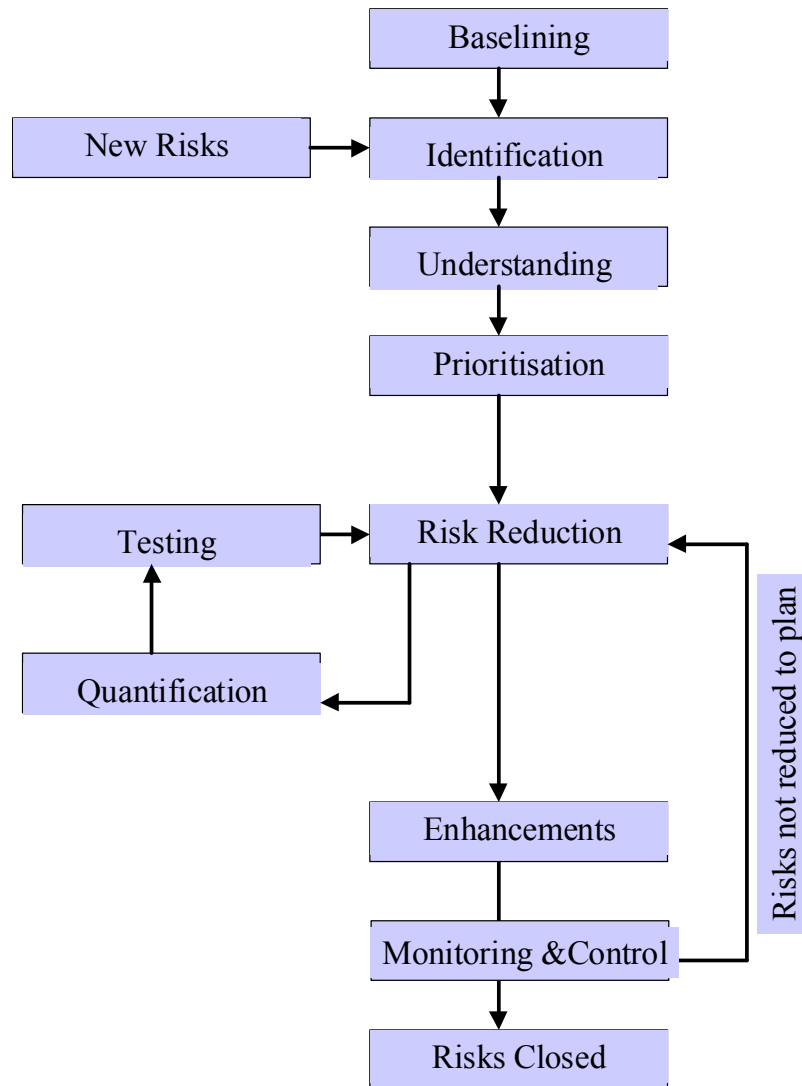 Baselining
New Risks
Identification
Understanding
Prioritisation
Testing
Risk Reduction
Quantification
Risks not reduced to plan
Enhancements
Monitoring &Control
Risks Closed